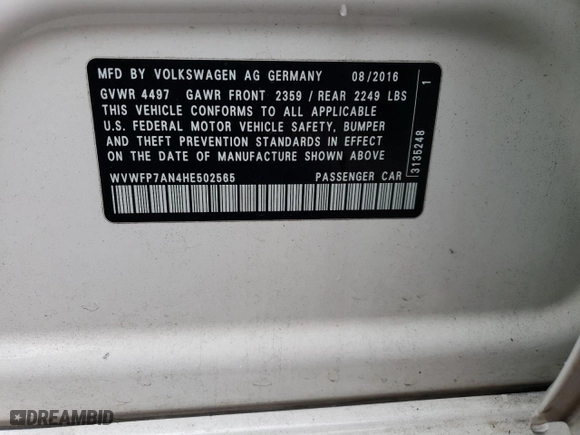 MFD BY VOLKSWAGEN AG GERMANY 08/2016
GVWR 4497 GAWR FRONT 2359 / REAR 2249 LBS
THIS VEHICLE CONFORMS TO ALL APPLICABLE
U.S. FEDERAL MOTOR VEHICLE SAFETY, BUMPER
AND THEFT PREVENTION STANDARDS IN EFFECT
ON THE DATE OF MANUFACTURE SHOWN ABOVE
WVWFP7AN4HE502565 PASSENGER CAR
3135248 1
DREAMBID